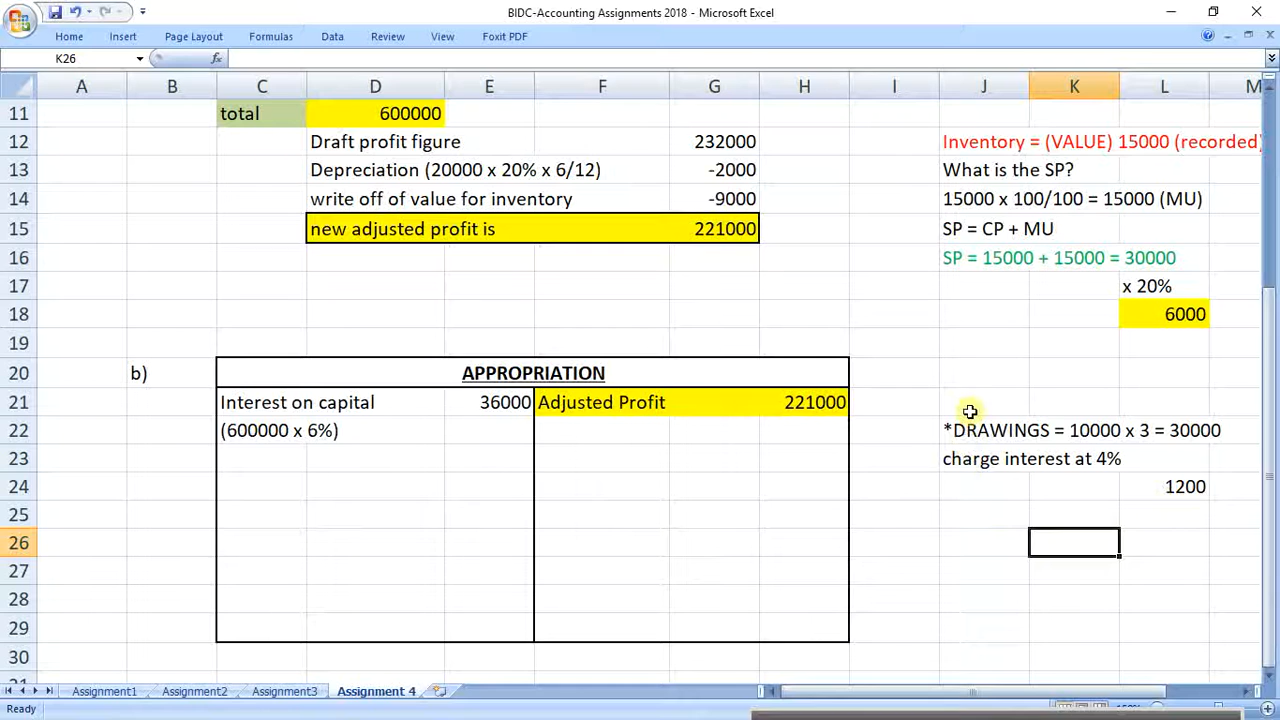 BIDC-Accounting Assignments 2018 - Microsoft Excel
Home Insert Page Layout Formulas Data Review View Foxit PDF
K26 fx
A B C D E F G H I J K L M
11 total 600000
12 Draft profit figure 232000 Inventory = (VALUE) 15000 (recorded)
13 Depreciation (20000 x 20% x 6/12) -2000 What is the SP?
14 write off of value for inventory -9000 15000 x 100/100 = 15000 (MU)
15 new adjusted profit is 221000 SP = CP + MU
16 SP = 15000 + 15000 = 30000
17 x 20%
18 6000
19
20 b) APPROPRIATION
21 Interest on capital 36000 Adjusted Profit 221000
22 (600000 x 6%) *DRAWINGS = 10000 x 3 = 30000
23 charge interest at 4%
24 1200
25
26
27
28
29
30
Assignment1 Assignment2 Assignment3 Assignment 4
Ready